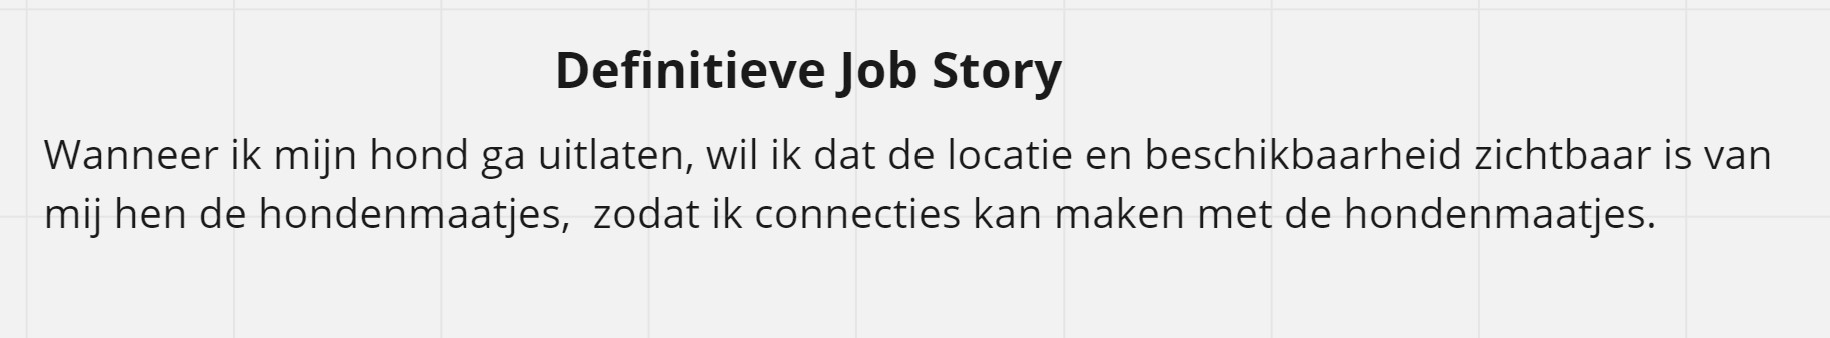 Definitieve Job Story
Wanneer ik mijn hond ga uitlaten, wil ik dat de locatie en beschikbaarheid zichtbaar is van
mij hen de hondenmaatjes,  zodat ik connecties kan maken met de hondenmaatjes.